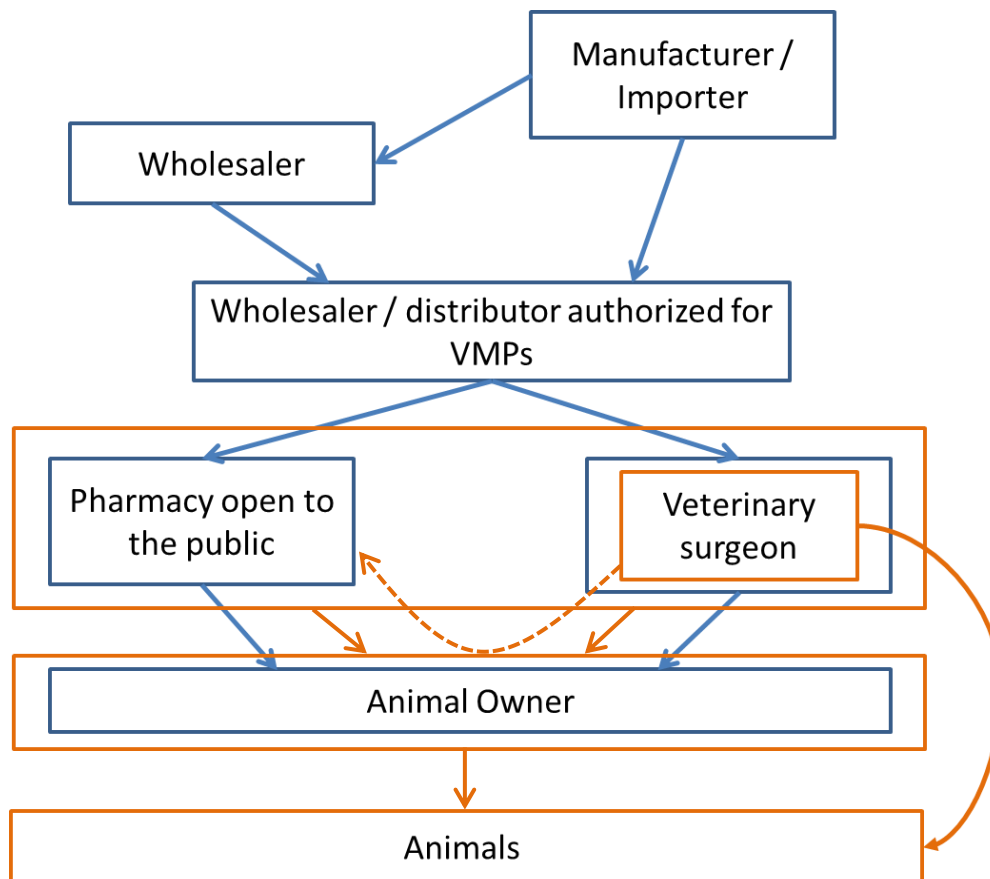 Manufacturer /
Importer
Wholesaler
Wholesaler / distributor authorized for
VMPs
Pharmacy open to
the public
Veterinary
surgeon
Animal Owner
Animals